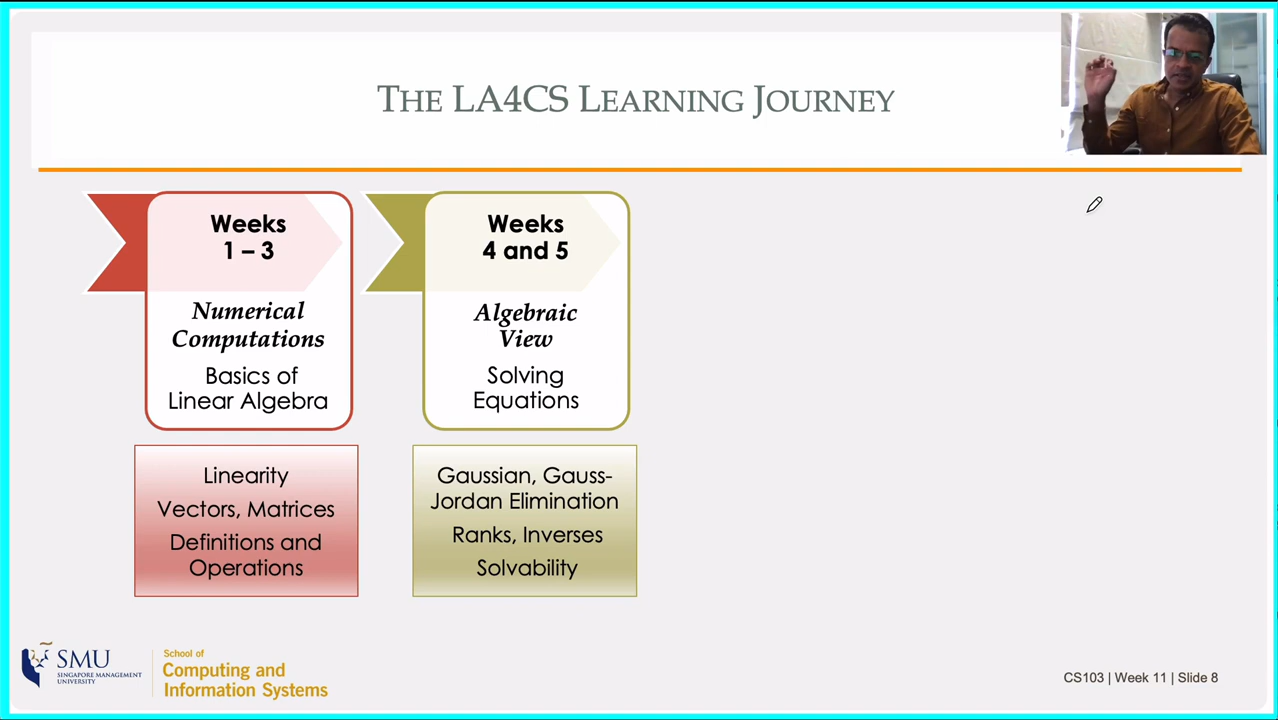 THE LA4CS LEARNING JOURNEY
Weeks
1 – 3
Numerical
Computations
Basics of
Linear Algebra
Linearity
Vectors, Matrices
Definitions and
Operations
Weeks
4 and 5
Algebraic
View
Solving
Equations
Gaussian, Gauss-
Jordan Elimination
Ranks, Inverses
Solvability
SMU
SINGAPORE MANAGEMENT
UNIVERSITY
School of
Computing and
Information Systems
CS103 | Week 11 | Slide 8